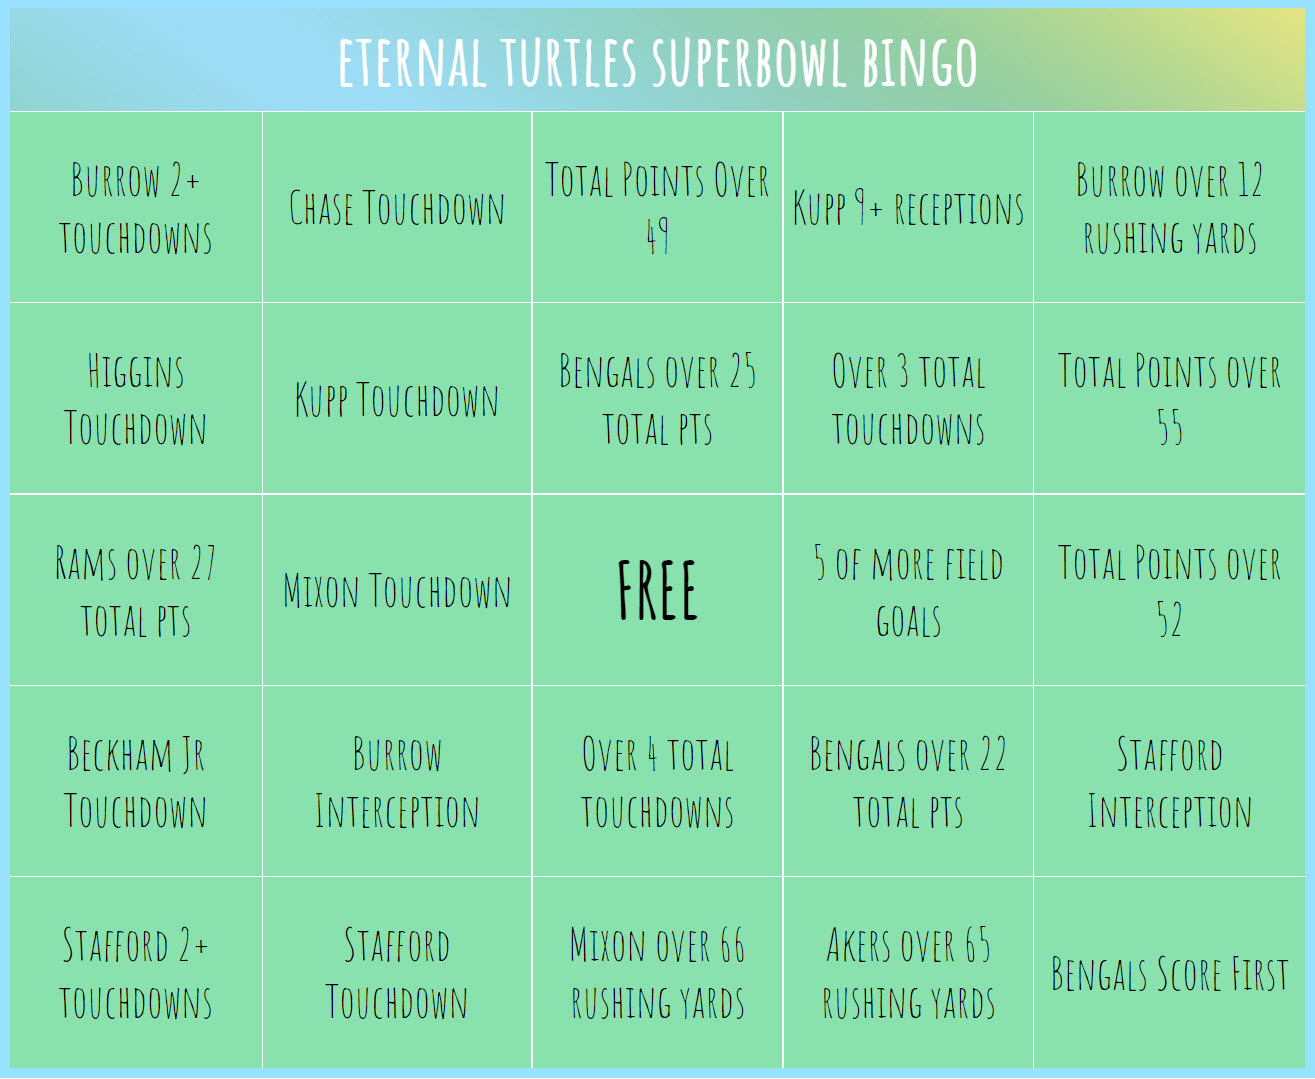 ETERNAL TURTLES SUPERBOWL BINGO
BURROW 2+
TOUCHDOWNS
CHASE TOUCHDOWN
TOTAL POINTS OVER
49
KUPP 9+ RECEPTIONS
BURROW OVER 12
RUSHING YARDS
HIGGINS
TOUCHDOWN
KUPP TOUCHDOWN
BENGALS OVER 25
TOTAL PTS
OVER 3 TOTAL
TOUCHDOWNS
TOTAL POINTS OVER
55
RAMS OVER 27
TOTAL PTS
MIXON TOUCHDOWN
FREE
5 OF MORE FIELD
GOALS
TOTAL POINTS OVER
52
BECKHAM JR
TOUCHDOWN
BURROW
INTERCEPTION
OVER 4 TOTAL
TOUCHDOWNS
BENGALS OVER 22
TOTAL PTS
STAFFORD
INTERCEPTION
STAFFORD 2+
TOUCHDOWNS
STAFFORD
TOUCHDOWN
MIXON OVER 66
RUSHING YARDS
AKERS OVER 65
RUSHING YARDS
BENGALS SCORE FIRST